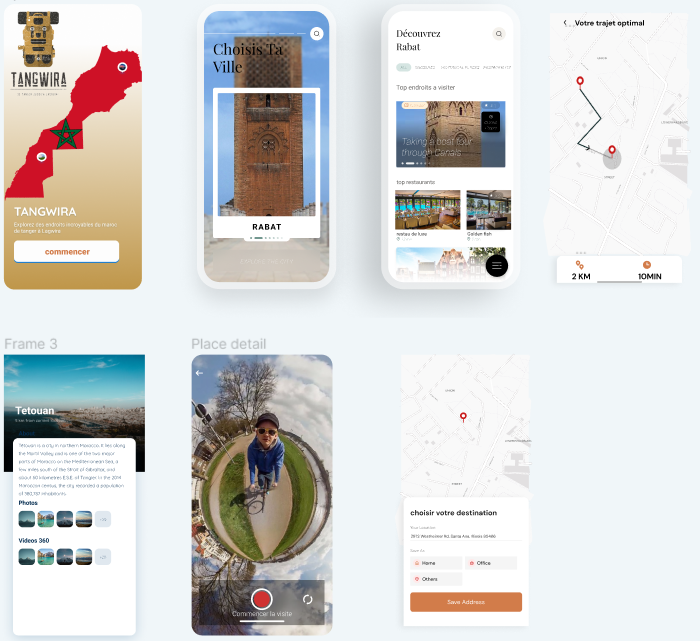 TANGWIRA
TANGWIRA
Explorez des endroits incroyables du maroc
de tanger à Lagwira
commencer
Choisis Ta
Ville
RABAT
Découvrez
Rabat
Top endroits a visiter
Taking a boat tour
through Canals
top restaurants
restau de luxe
Golden fish
Votre trajet optimal
2 KM
10MIN
Frame 3
Tetouan
Tetouan is a city in northern Morocco. It lies along
the Martil Valley and is one of the two major
ports of Morocco on the Mediterranean Sea, a
few miles south of the Strait of Gibraltar, and
about 60 kilometres E.S.E. of Tangier. In the 2014
Moroccan census, the city recorded a population
of 380,787 inhabitants.
Photos
Videos 360
Place detail
Commencer la visite
choisir votre destination
Your Location
2972 Westheimer Rd. Santa Ana, Illinois 85486
Save As
Home
Office
Others
Save Address